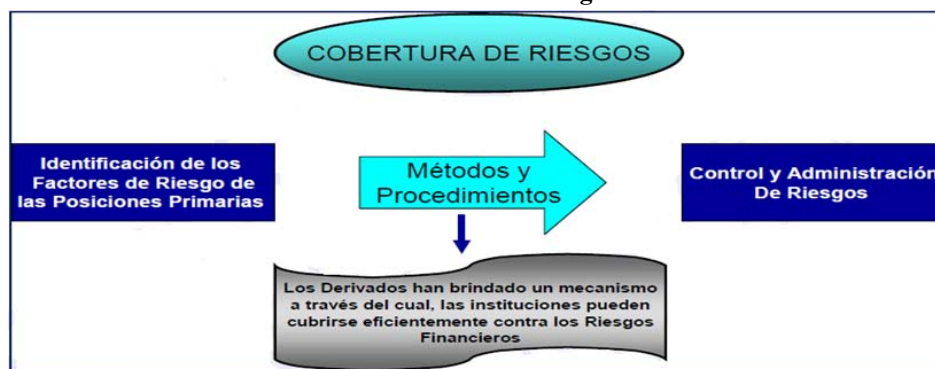 COBERTURA DE RIESGOS
Identificación de los
Factores de Riesgo de
las Posiciones Primarias
Métodos y
Procedimientos
Control y Administración
De Riesgos
Los Derivados han brindado un mecanismo
a través del cual, las instituciones pueden
cubrirse eficientemente contra los Riesgos
Financieros